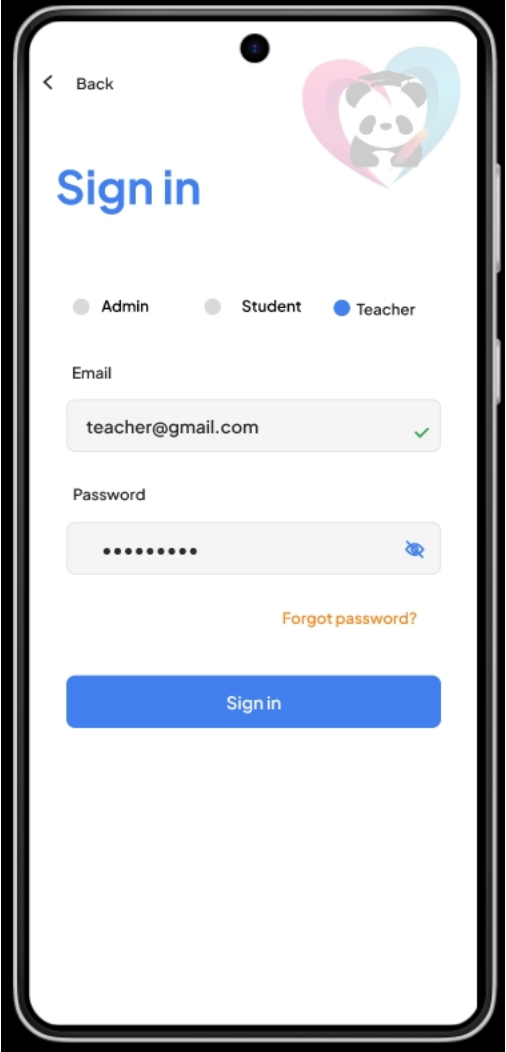 Back
Sign in
Admin Student Teacher
Email
teacher@gmail.com
Password
•••••••••
Forgot password?
Sign in